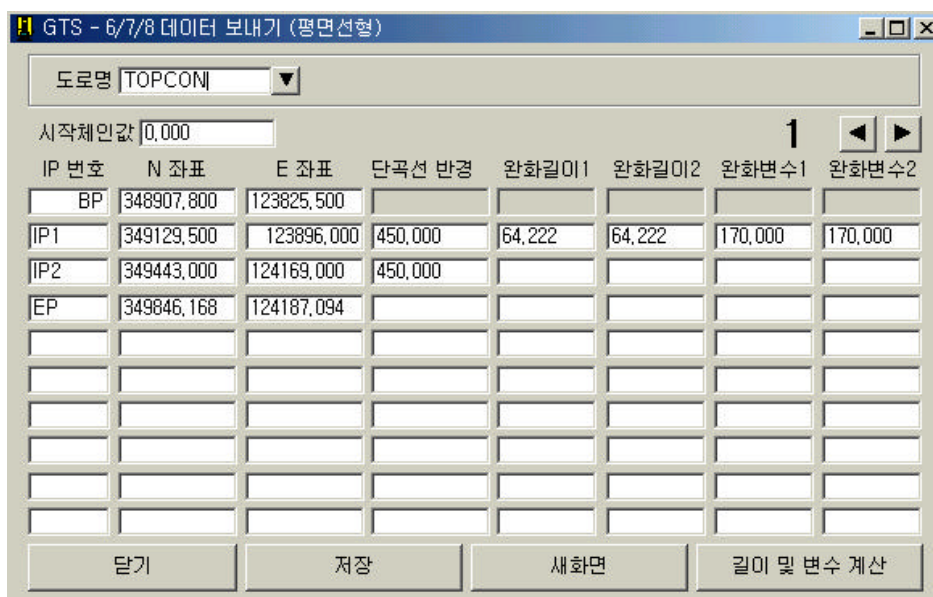 GTS - 6/7/8 데이터 보내기 (평면선형)
도로명 TOPCON
시작체인값 0,000 1
IP 번호 N 좌표 E 좌표 단곡선 반경 완화길이1 완화길이2 완화변수1 완화변수2
BP 348907,800 123825,500
IP1 349129,500 123896,000 450,000 64,222 64,222 170,000 170,000
IP2 349443,000 124169,000 450,000
EP 349846,168 124187,094
닫기 저장 새화면 길이 및 변수 계산